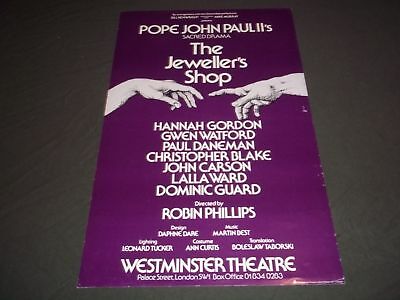 POPE JOHN PAUL II's
SACRED DRAMA
The
Jeweller's
Shop
HANNAH GORDON
GWEN WATFORD
PAUL DANEMAN
CHRISTOPHER BLAKE
JOHN CARSON
LALLA WARD
DOMINIC GUARD
Directed by
ROBIN PHILLIPS
Design
DAPHNE DARE
Music
MARTIN BEST
Lighting
LEONARD TUCKER
Costume
ANN CURTIS
Translation
BOLESLAW TABORSKI
WESTMINSTER THEATRE
Palace Street, London SW1 Box Office 01 834 0283